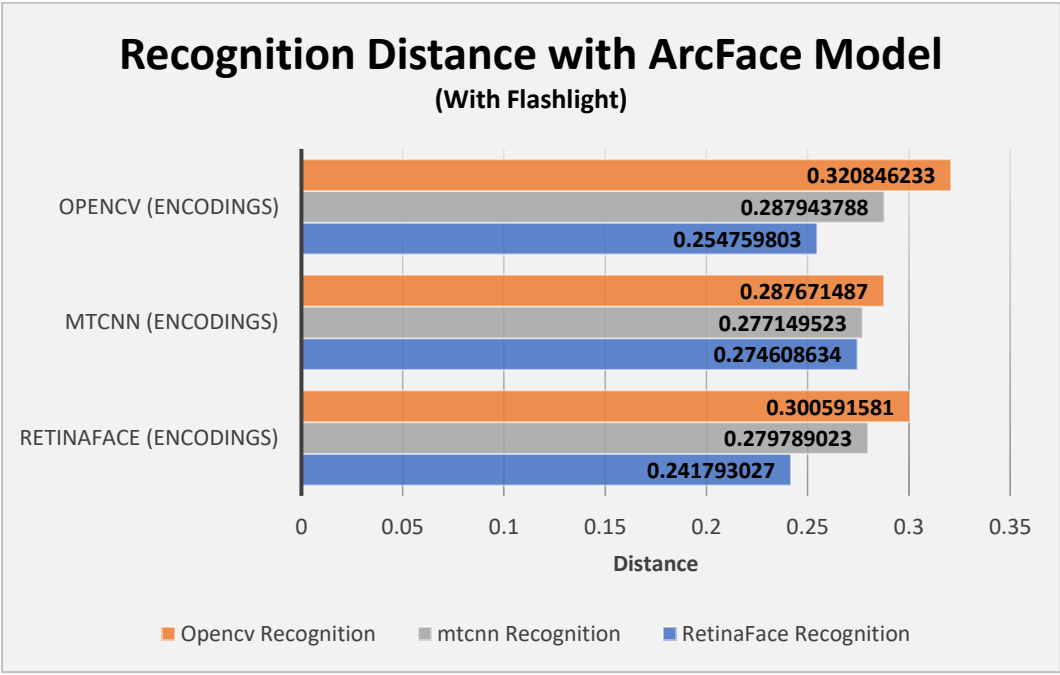 Recognition Distance with ArcFace Model
(With Flashlight)
OPENCV (ENCODINGS)
0.320846233
0.287943788
0.254759803
MTCNN (ENCODINGS)
0.287671487
0.277149523
0.274608634
RETINAFACE (ENCODINGS)
0.300591581
0.279789023
0.241793027
0 0.05 0.1 0.15 0.2 0.25 0.3 0.35
Distance
Opencv Recognition mtcnn Recognition RetinaFace Recognition